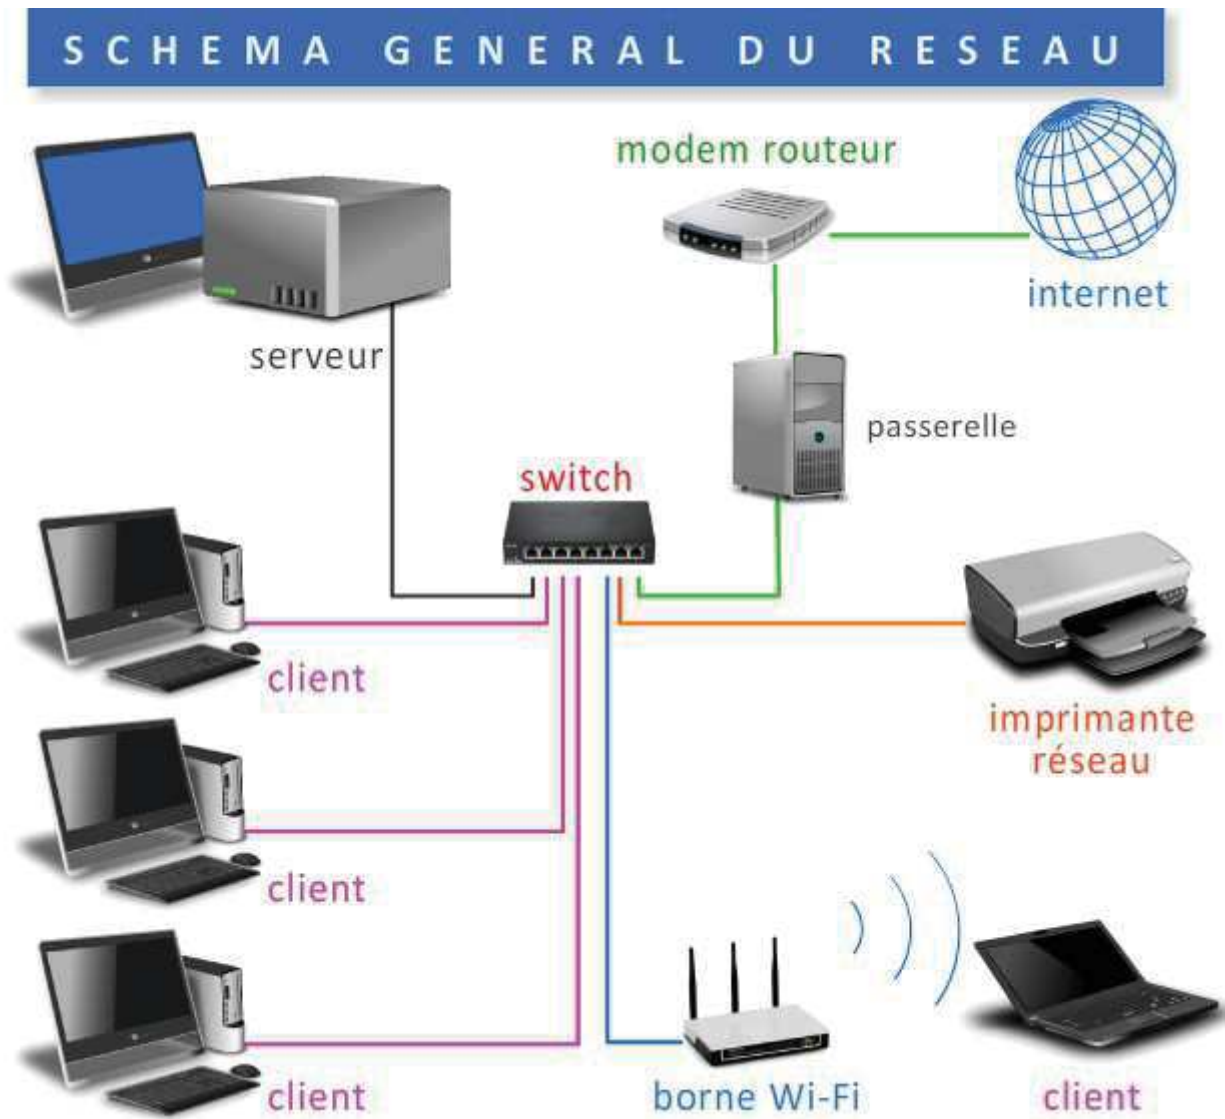 SCHEMA GENERAL DU RESEAU
modem routeur
internet
serveur
passerelle
switch
client
imprimante
réseau
client
client
borne Wi-Fi
client